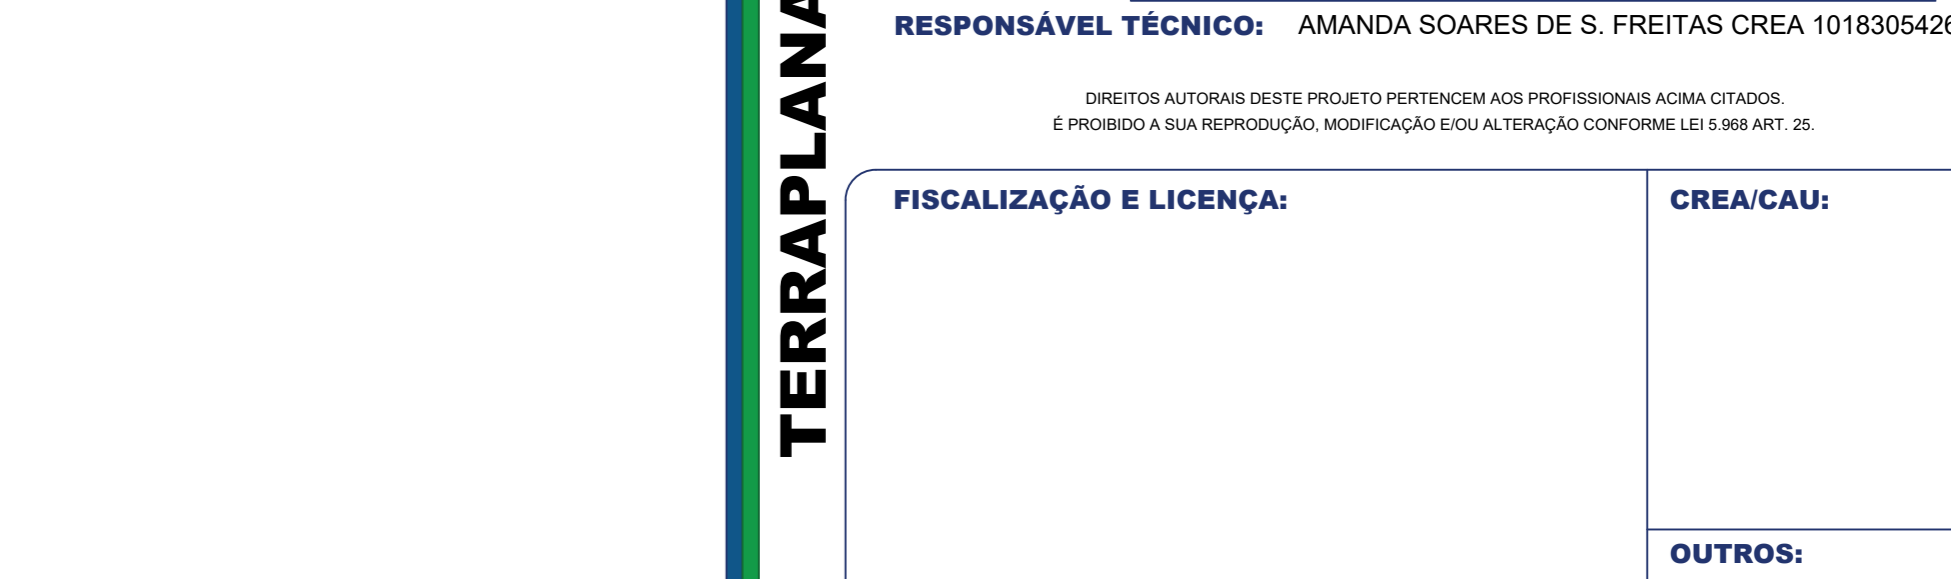 RESPONSÁVEL TÉCNICO: AMANDA SOARES DE S. FREITAS CREA 1018305426
DIREITOS AUTORAIS DESTE PROJETO PERTENCEM AOS PROFISSIONAIS ACIMA CITADOS.
É PROIBIDO A SUA REPRODUÇÃO, MODIFICAÇÃO E/OU ALTERAÇÃO CONFORME LEI 5.968 ART. 25.
TERRAPLANA
FISCALIZAÇÃO E LICENÇA:
CREA/CAU:
OUTROS: